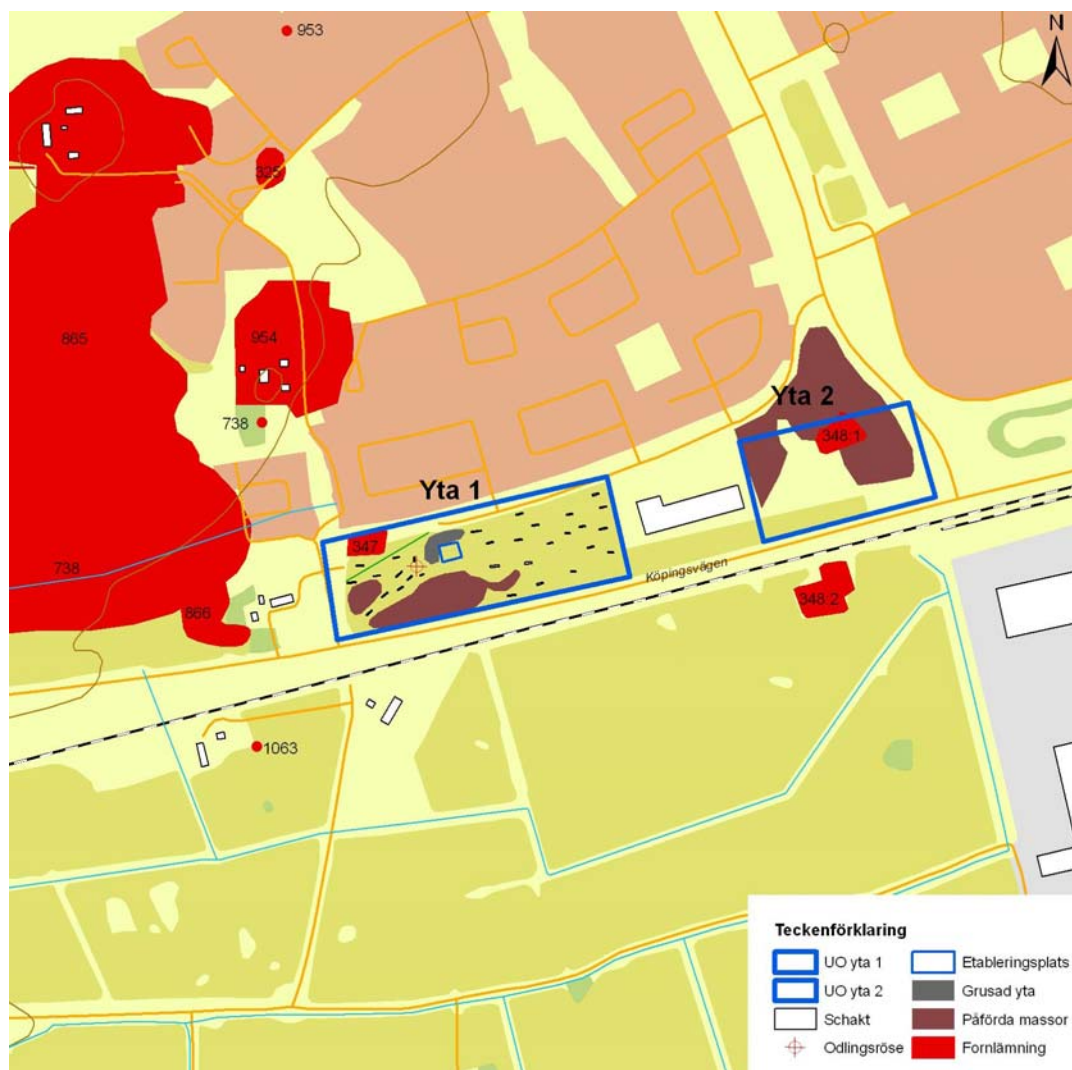 953
N
325
865
954
738
Yta 2
348:1
Yta 1
347
738
866
Köpingsvägen
348:2
1063
Teckenförklaring
UO yta 1
Etableringsplats
UO yta 2
Grusad yta
Schakt
Påförda massor
Odlingsröse
Fornlämning